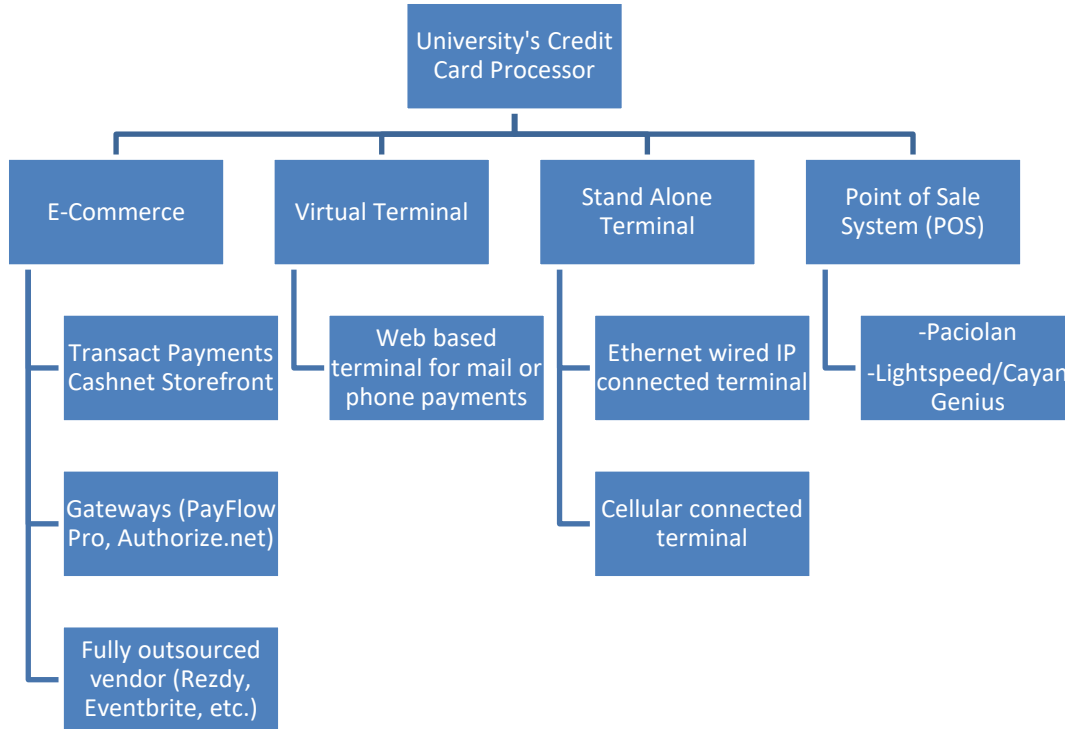 University's Credit
Card Processor
E-Commerce
Virtual Terminal
Stand Alone
Terminal
Point of Sale
System (POS)
Transact Payments
Cashnet Storefront
Web based
terminal for mail or
phone payments
Ethernet wired IP
connected terminal
-Paciolan
-Lightspeed/Cayan
Genius
Gateways (PayFlow
Pro, Authorize.net)
Cellular connected
terminal
Fully outsourced
vendor (Rezdy,
Eventbrite, etc.)